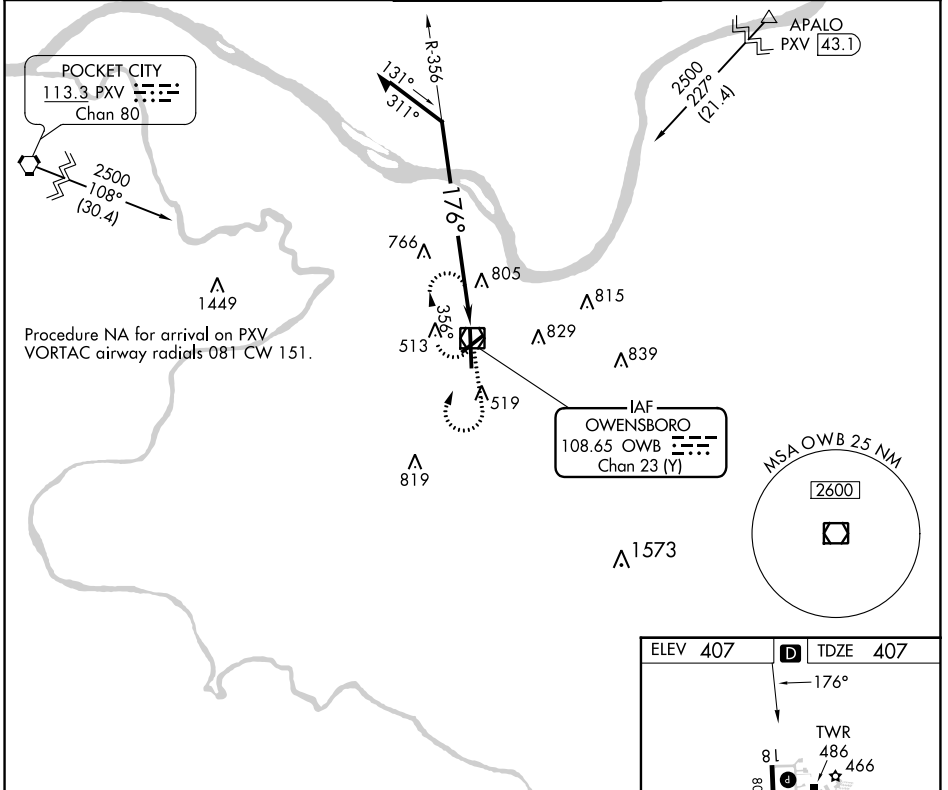 R-356
131°
311°
APALO
PXV 43.1
2500
227°
(21.4)
POCKET CITY
113.3 PXV
Chan 80
2500
108°
(30.4)
176°
766
805
1449
815
356°
513
829
839
Procedure NA for arrival on PXV
VORTAC airway radials 081 CW 151.
519
IAF
OWENSBORO
108.65 OWB
Chan 23 (Y)
819
MSA OWB 25 NM
2600
1573
ELEV 407
D
TDZE 407
176°
TWR
486
466
18
P
80